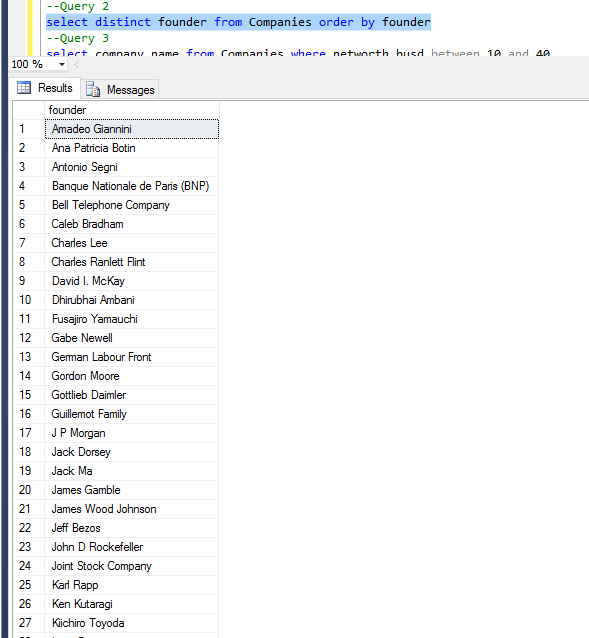 --Query 2
select distinct founder from Companies order by founder
--Query 3
select company_name from Companies where networth_busd between 10 and 40
100 %
Results Messages
founder
1 Amadeo Giannini
2 Ana Patricia Botin
3 Antonio Segni
4 Banque Nationale de Paris (BNP)
5 Bell Telephone Company
6 Caleb Bradham
7 Charles Lee
8 Charles Ranlett Flint
9 David I. McKay
10 Dhirubhai Ambani
11 Fusajiro Yamauchi
12 Gabe Newell
13 German Labour Front
14 Gordon Moore
15 Gottlieb Daimler
16 Guillemot Family
17 J P Morgan
18 Jack Dorsey
19 Jack Ma
20 James Gamble
21 James Wood Johnson
22 Jeff Bezos
23 John D Rockefeller
24 Joint Stock Company
25 Karl Rapp
26 Ken Kutaragi
27 Kiichiro Toyoda